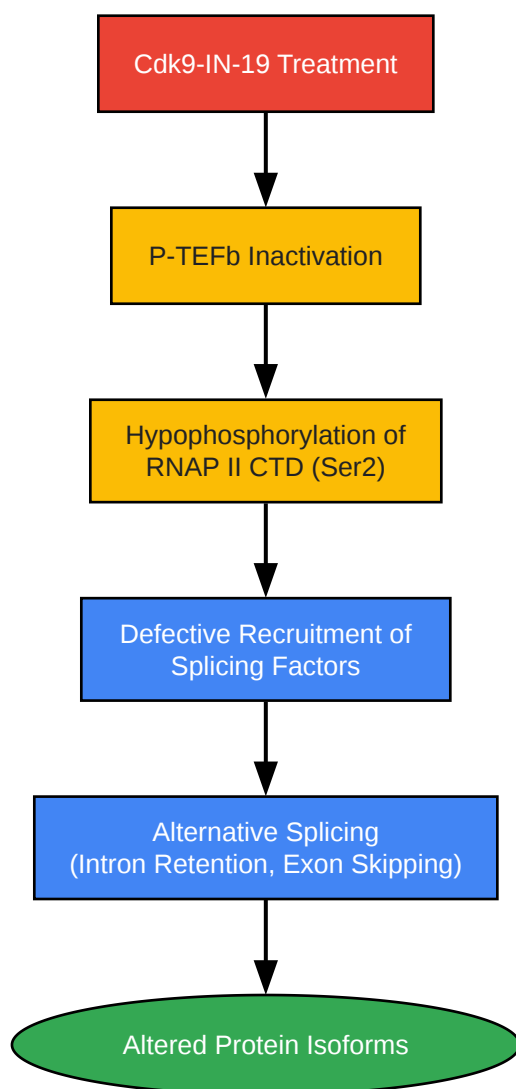 Cdk9-IN-19 Treatment
P-TEFb Inactivation
Hypophosphorylation of
RNAP II CTD (Ser2)
Defective Recruitment of
Splicing Factors
Alternative Splicing
(Intron Retention, Exon Skipping)
Altered Protein Isoforms